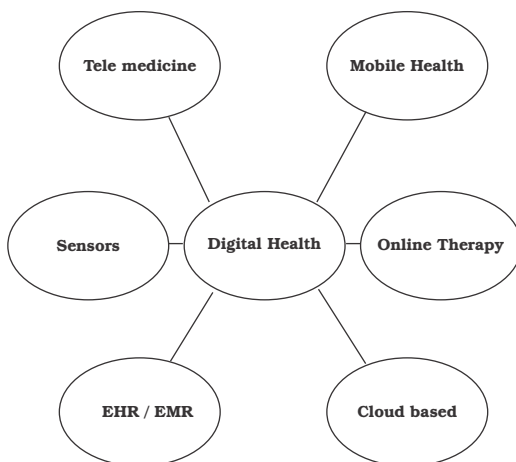 Tele medicine
Mobile Health
Sensors
Digital Health
Online Therapy
EHR / EMR
Cloud based